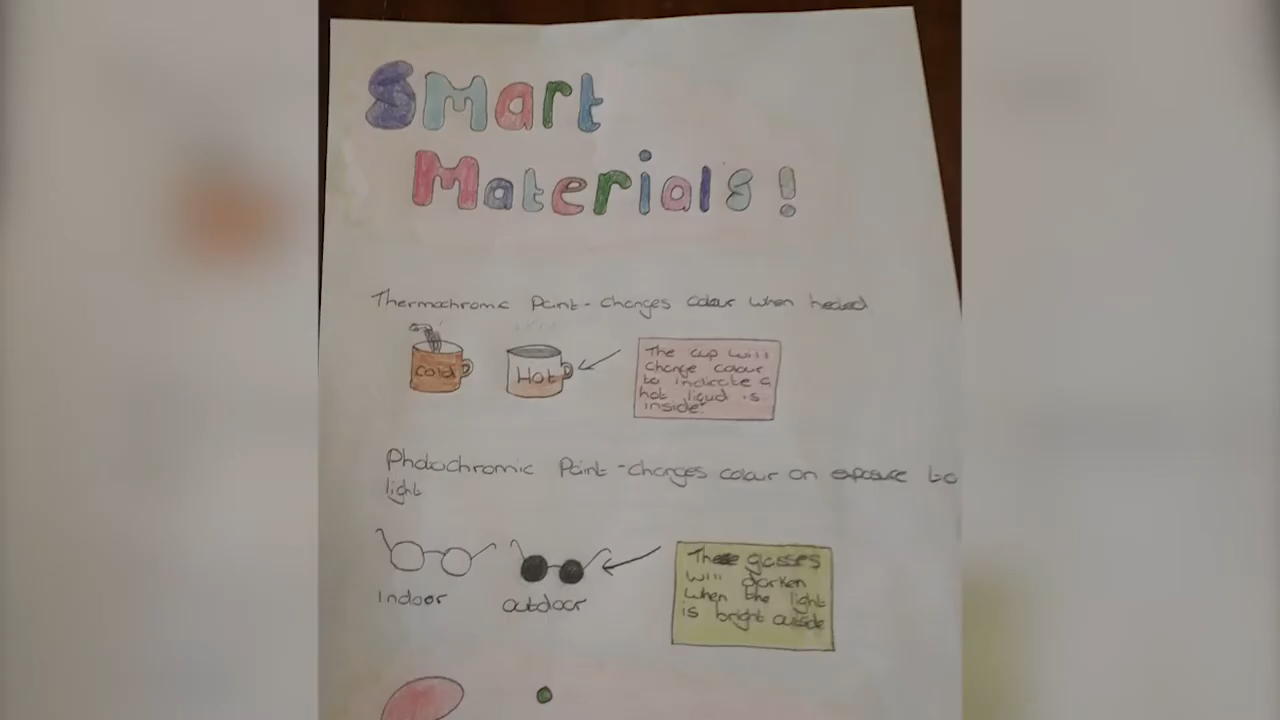 Smart
Materials!
Thermochromic Paint - Changes colour when heated
Cold
Hot
The cup will
change colour
to indicate a
hot liquid is
inside.
Photochromic Paint - changes colour on exposure to
light
Indoor
outdoor
These glasses
will darken
when the light
is bright outside